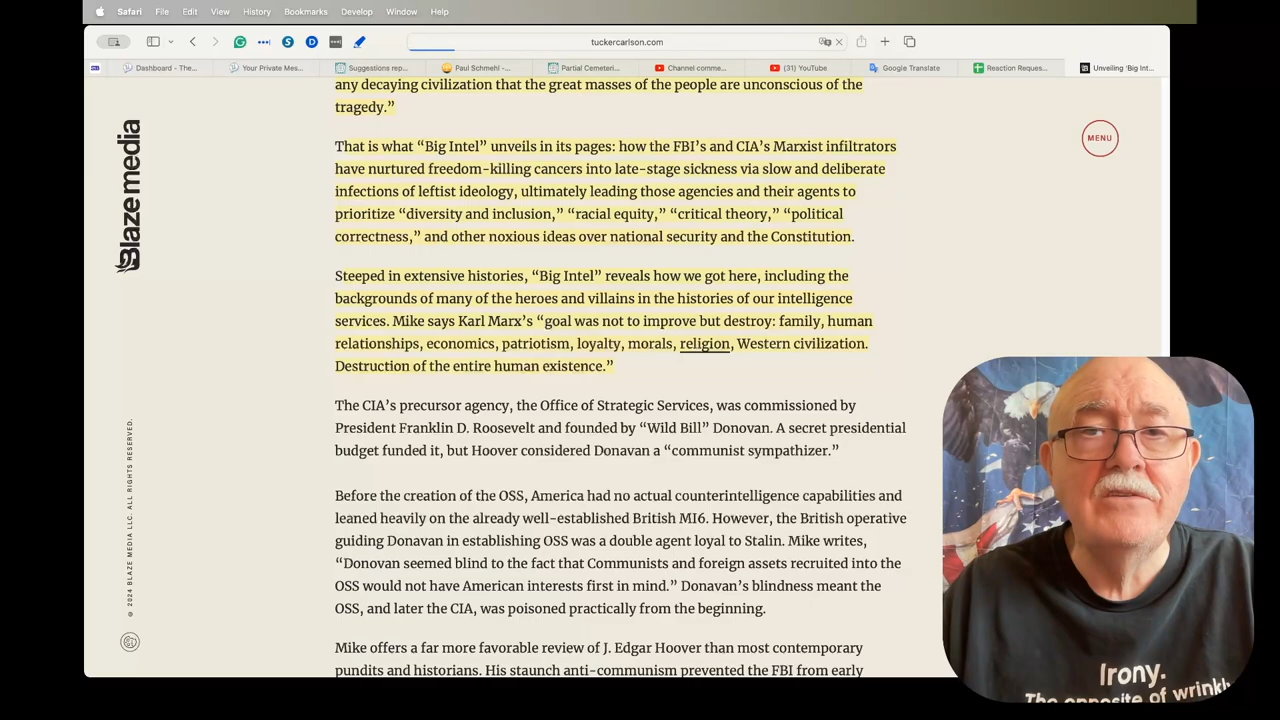 Safari File Edit View History Bookmarks Develop Window Help
tuckercarlson.com
SB
Dashboard - The...
Your Private Mes...
Suggestions rep...
Paul Schmehl -...
Partial Cemeteri...
Channel comme...
(31) YouTube
Google Translate
Reaction Reques...
Unveiling 'Big Int...
Blaze media
© 2024 BLAZE MEDIA LLC. ALL RIGHTS RESERVED.
MENU
any decaying civilization that the great masses of the people are unconscious of the
tragedy.”
That is what “Big Intel” unveils in its pages: how the FBI’s and CIA’s Marxist infiltrators
have nurtured freedom-killing cancers into late-stage sickness via slow and deliberate
infections of leftist ideology, ultimately leading those agencies and their agents to
prioritize “diversity and inclusion,” “racial equity,” “critical theory,” “political
correctness,” and other noxious ideas over national security and the Constitution.
Steeped in extensive histories, “Big Intel” reveals how we got here, including the
backgrounds of many of the heroes and villains in the histories of our intelligence
services. Mike says Karl Marx’s “goal was not to improve but destroy: family, human
relationships, economics, patriotism, loyalty, morals, religion, Western civilization.
Destruction of the entire human existence.”
The CIA’s precursor agency, the Office of Strategic Services, was commissioned by
President Franklin D. Roosevelt and founded by “Wild Bill” Donovan. A secret presidential
budget funded it, but Hoover considered Donavan a “communist sympathizer.”
Before the creation of the OSS, America had no actual counterintelligence capabilities and
leaned heavily on the already well-established British MI6. However, the British operative
guiding Donavan in establishing OSS was a double agent loyal to Stalin. Mike writes,
“Donavan seemed blind to the fact that Communists and foreign assets recruited into the
OSS would not have American interests first in mind.” Donavan’s blindness meant the
OSS, and later the CIA, was poisoned practically from the beginning.
Mike offers a far more favorable review of J. Edgar Hoover than most contemporary
pundits and historians. His staunch anti-communism prevented the FBI from early
Irony.
The opposite of wrinkly